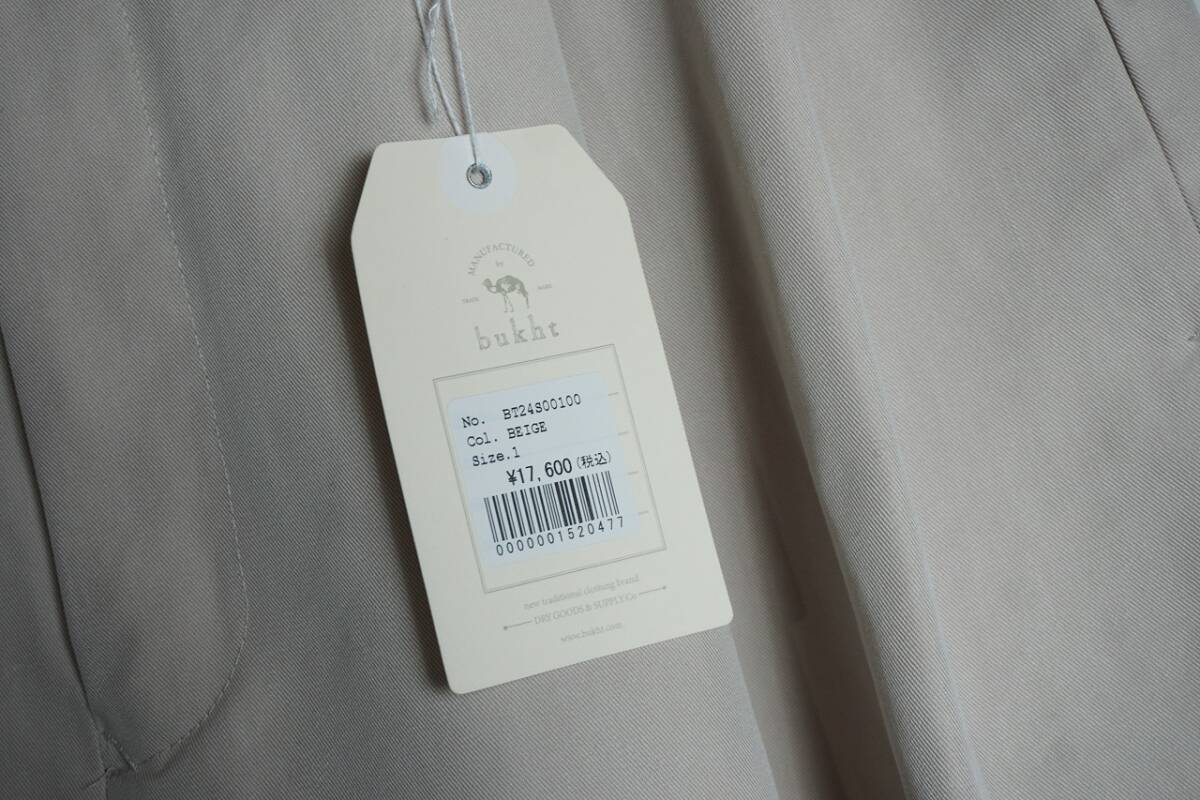 MANUFACTURED
by
TRADE MARK
bukht
No. BT24S00100
Col. BEIGE
Size.1
¥17,600(税込)
0000001520477
new traditional clothing brand
DRY GOODS & SUPPLY Co
www.bukht.com